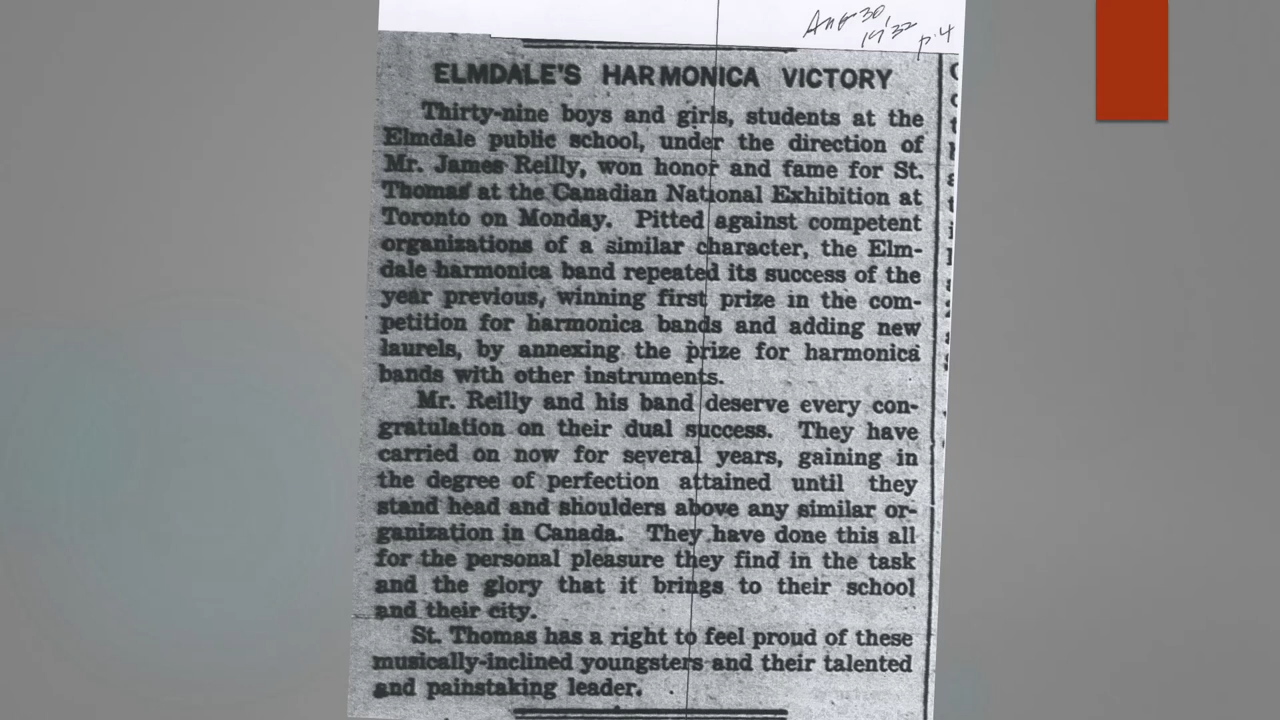 Aug 30,
1932 p.4
ELMDALE'S HARMONICA VICTORY
Thirty-nine boys and girls, students at the
Elmdale public school, under the direction of
Mr. James Reilly, won honor and fame for St.
Thomas at the Canadian National Exhibition at
Toronto on Monday. Pitted against competent
organizations of a similar character, the Elm-
dale harmonica band repeated its success of the
year previous, winning first prize in the com-
petition for harmonica bands and adding new
laurels, by annexing the prize for harmonica
bands with other instruments.
Mr. Reilly and his band deserve every con-
gratulation on their dual success. They have
carried on now for several years, gaining in
the degree of perfection attained until they
stand head and shoulders above any similar or-
ganization in Canada. They have done this all
for the personal pleasure they find in the task
and the glory that it brings to their school
and their city.
St. Thomas has a right to feel proud of these
musically-inclined youngsters and their talented
and painstaking leader.